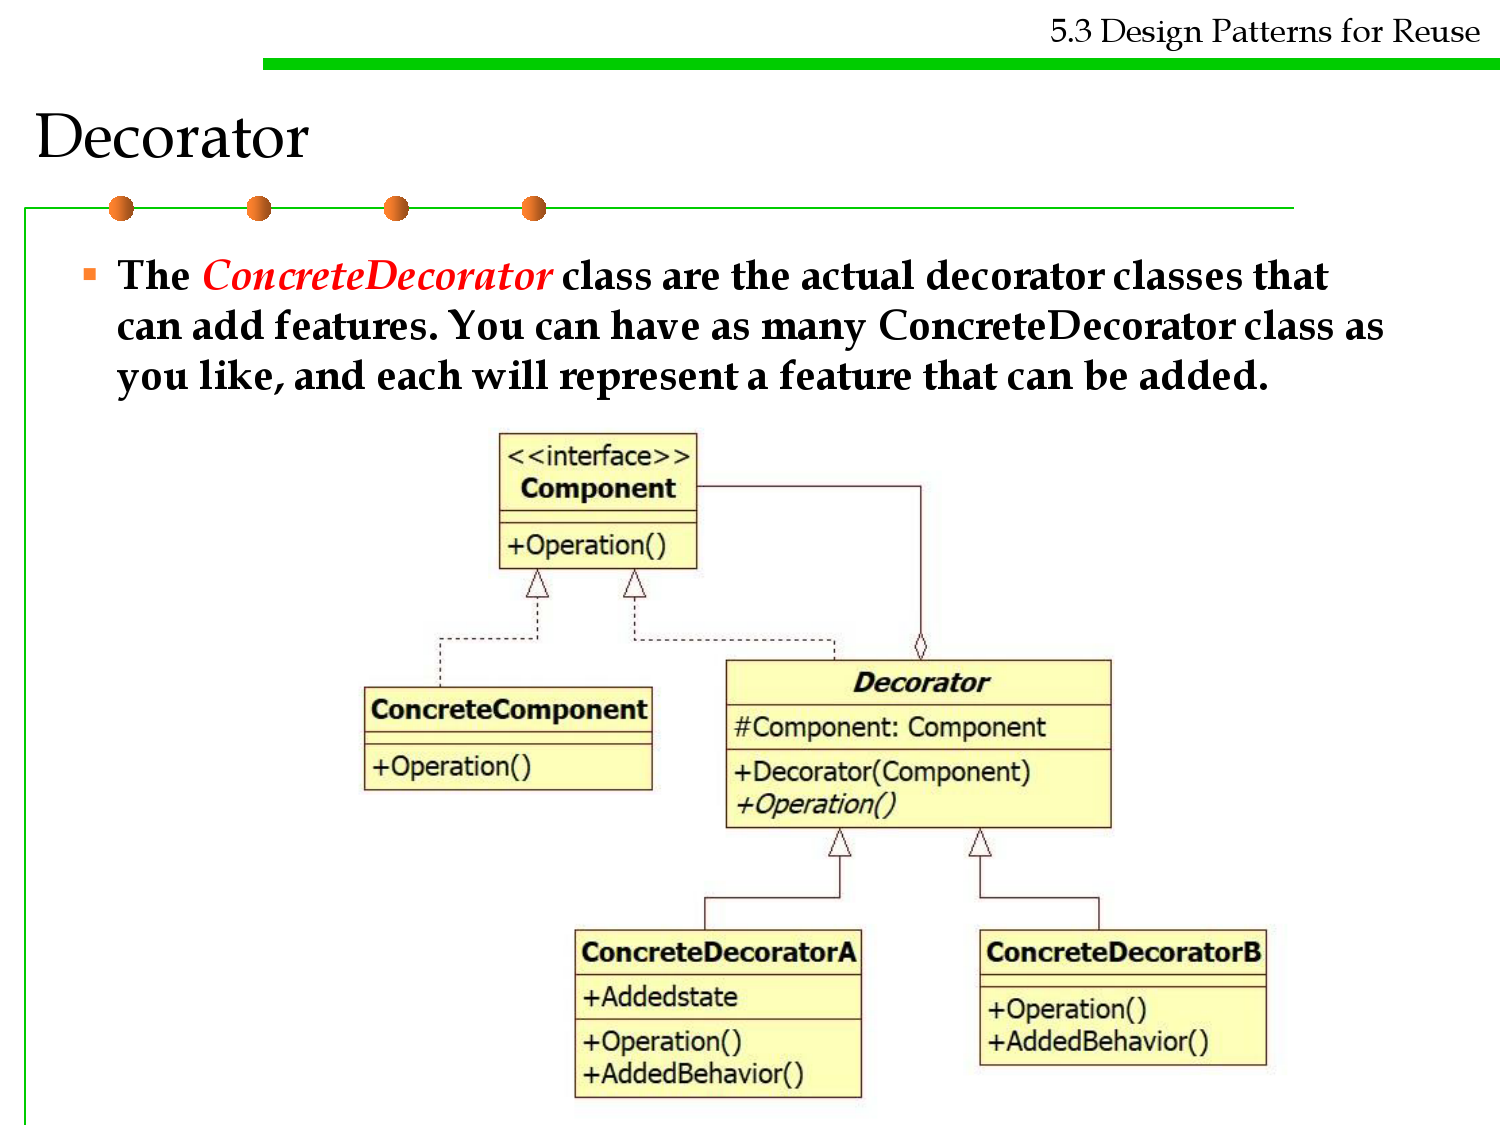 5.3 Design Patterns for Reuse
Decorator
The ConcreteDecorator class are the actual decorator classes that
can add features. You can have as many ConcreteDecorator class as
you like, and each will represent a feature that can be added.
<<interface>>
Component
+Operation()
ConcreteComponent
+Operation()
Decorator
#Component: Component
+Decorator(Component)
+Operation()
ConcreteDecoratorA
+Addedstate
+Operation()
+AddedBehavior()
ConcreteDecoratorB
+Operation()
+AddedBehavior()